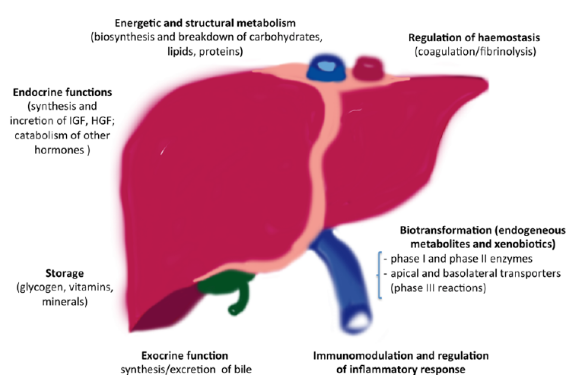 Energetic and structural metabolism
(biosynthesis and breakdown of carbohydrates,
lipids, proteins)
Regulation of haemostasis
(coagulation/fibrinolysis)
Endocrine functions
(synthesis and
incretion of IGF, HGF;
catabolism of other
hormones )
Biotransformation (endogeneous
metabolites and xenobiotics)
- phase I and phase II enzymes
- apical and basolateral transporters
(phase III reactions)
Storage
(glycogen, vitamins,
minerals)
Exocrine function
synthesis/excretion of bile
Immunomodulation and regulation
of inflammatory response